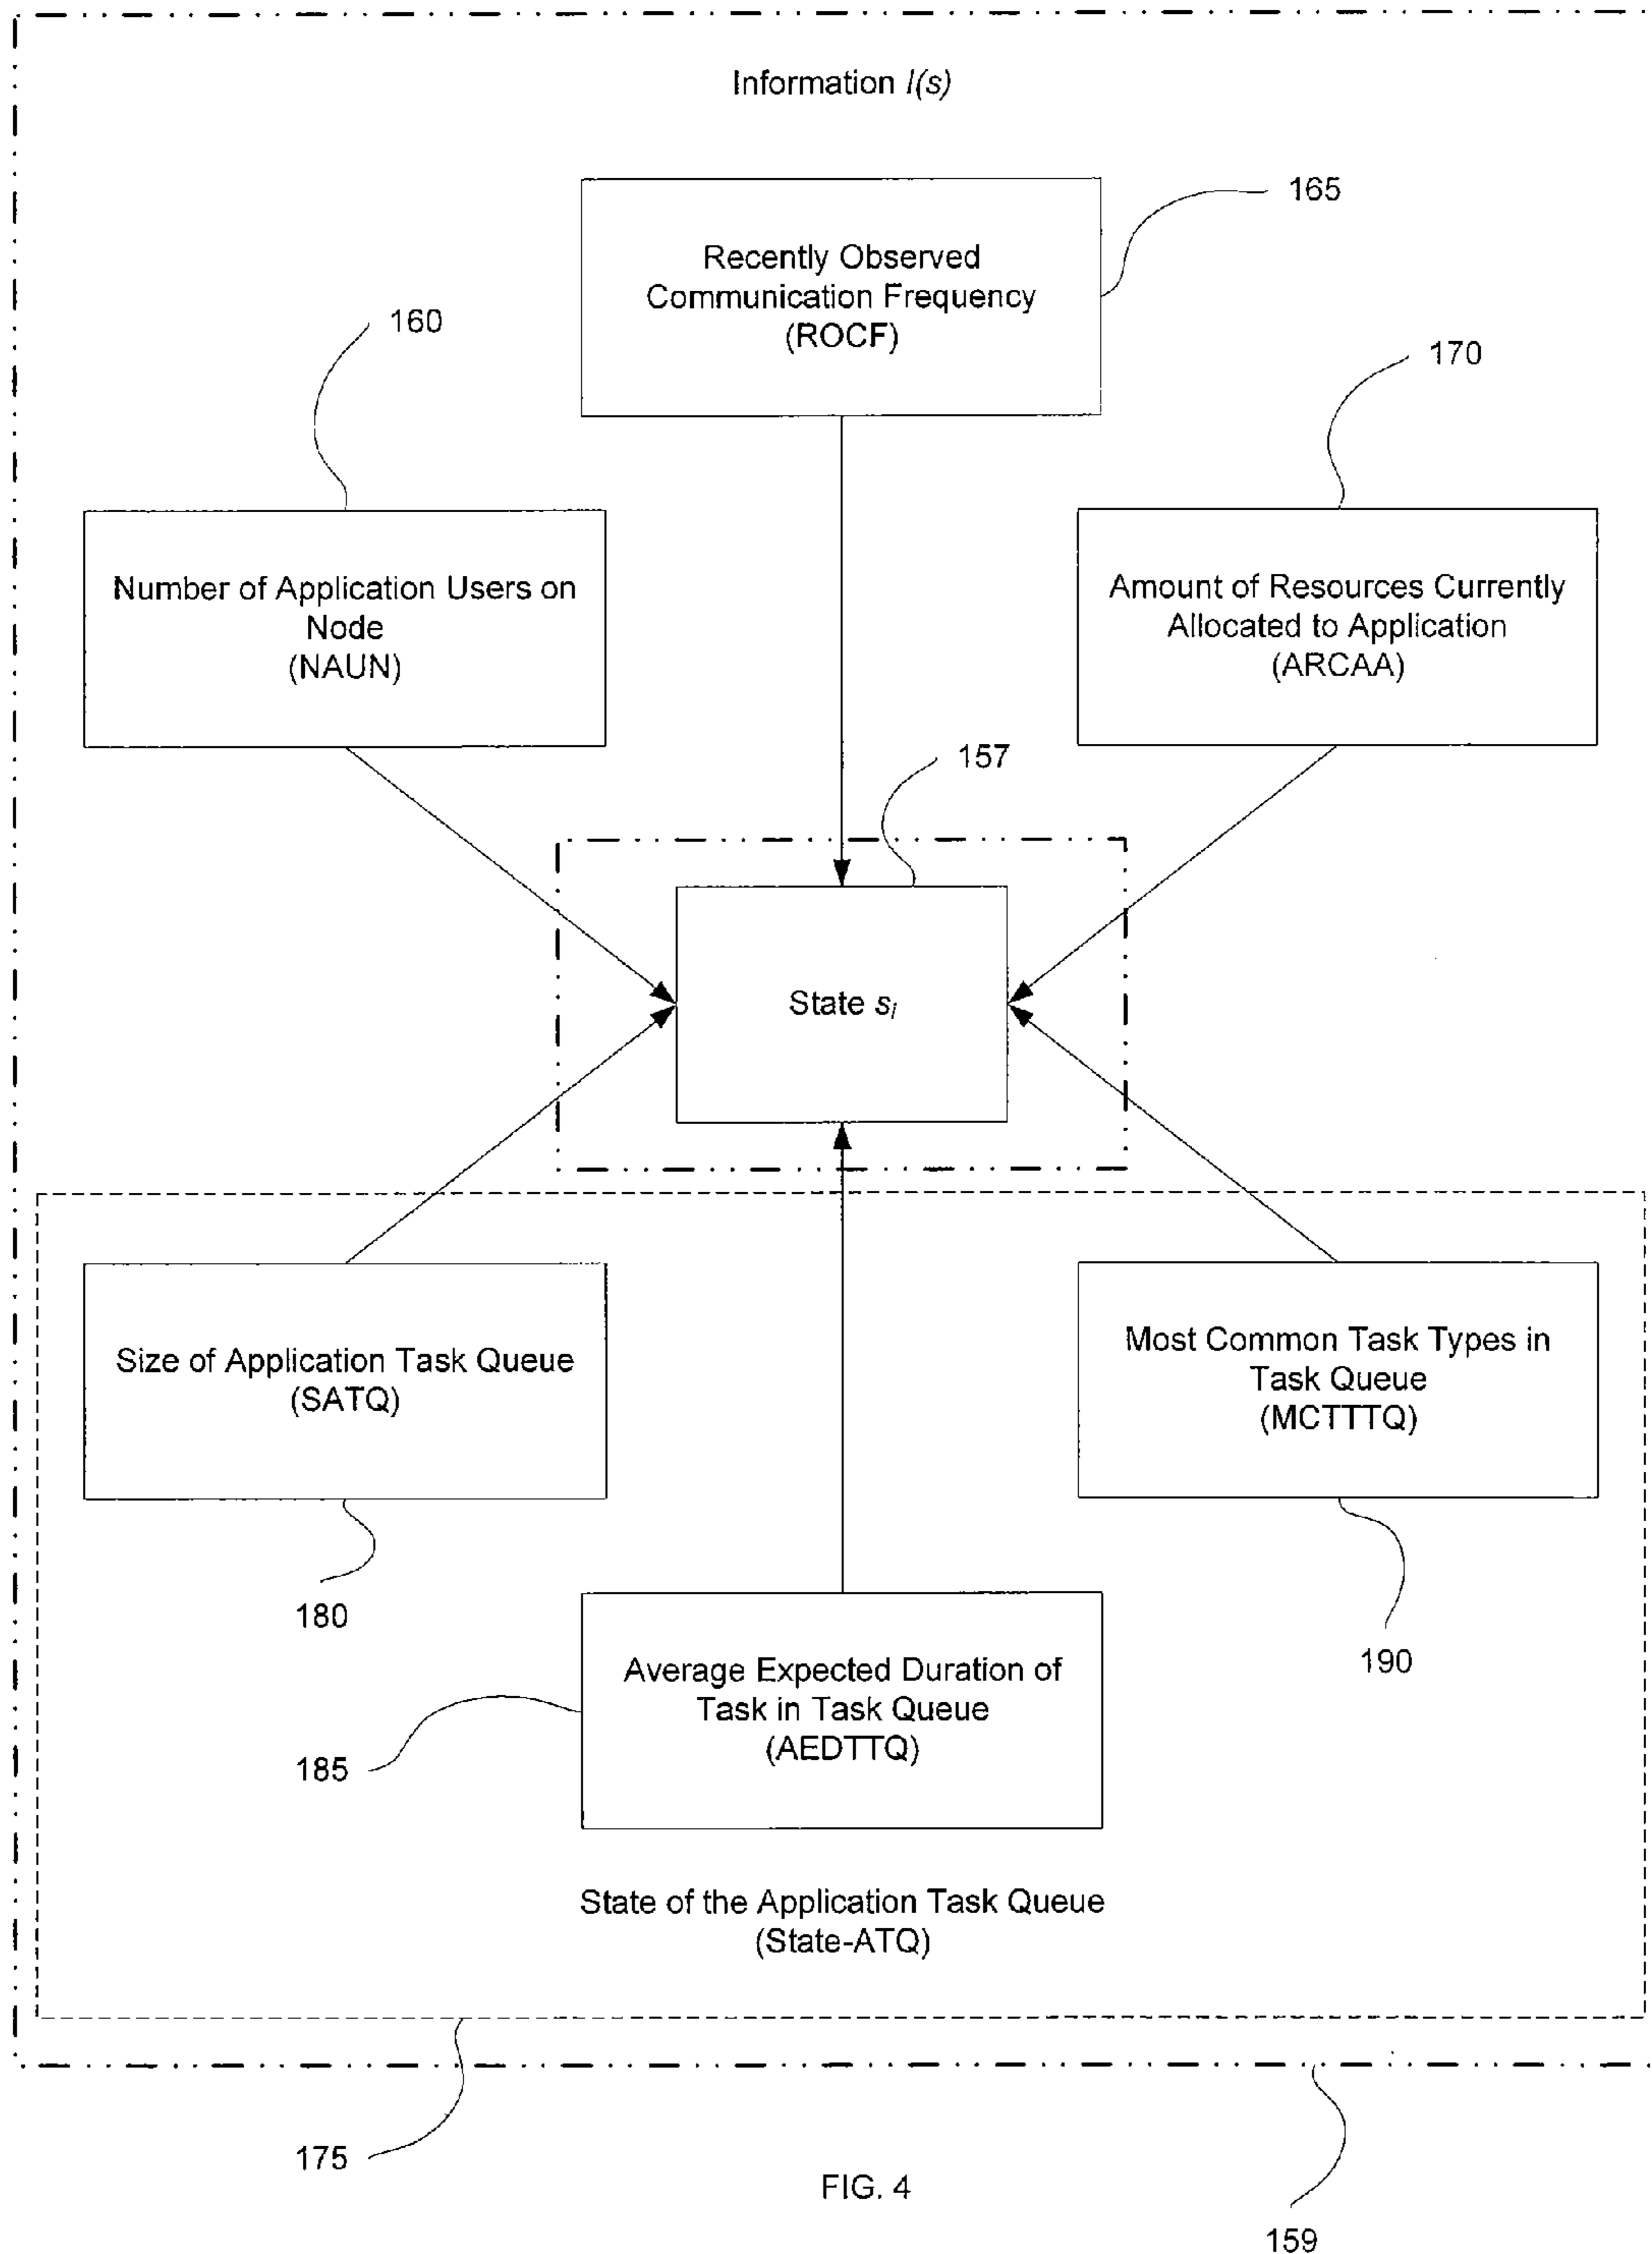 Information I(s)
165
Recently Observed
Communication Frequency
(ROCF)
160
170
Number of Application Users on
Node
(NAUN)
Amount of Resources Currently
Allocated to Application
(ARCAA)
157
State si
Size of Application Task Queue
(SATQ)
Most Common Task Types in
Task Queue
(MCTTTQ)
180
190
Average Expected Duration of
Task in Task Queue
(AEDTTQ)
185
State of the Application Task Queue
(State-ATQ)
175
FIG. 4
159